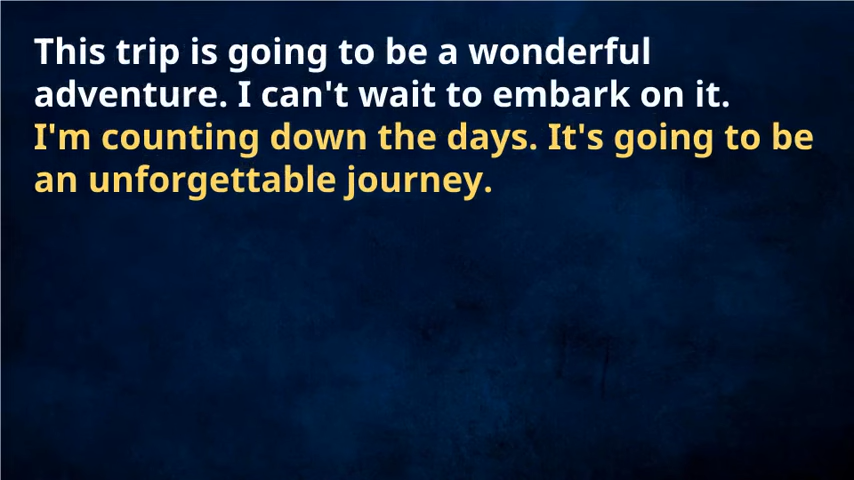 This trip is going to be a wonderful
adventure. I can't wait to embark on it.
I'm counting down the days. It's going to be
an unforgettable journey.